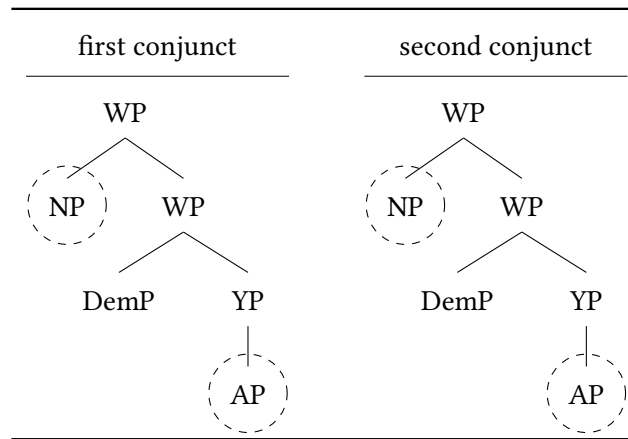 first conjunct second conjunct
WP WP
NP WP NP WP
DemP YP DemP YP
AP AP